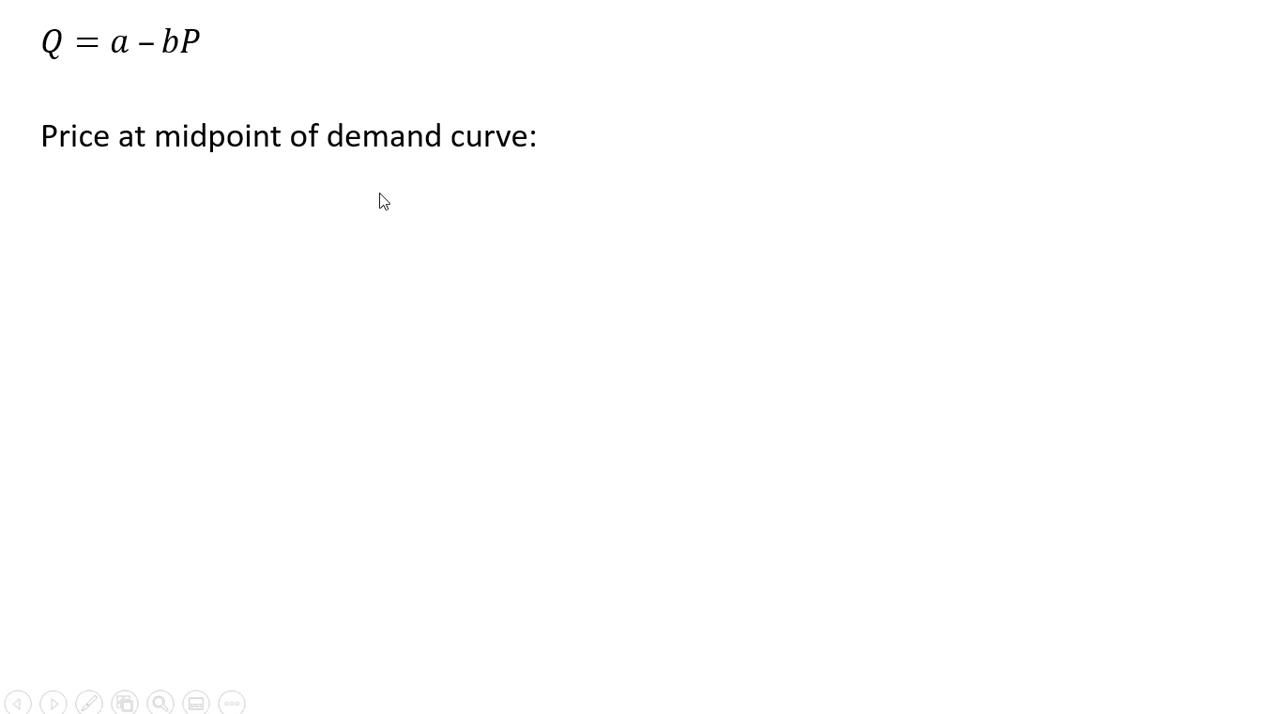 Q = a – bP
Price at midpoint of demand curve: